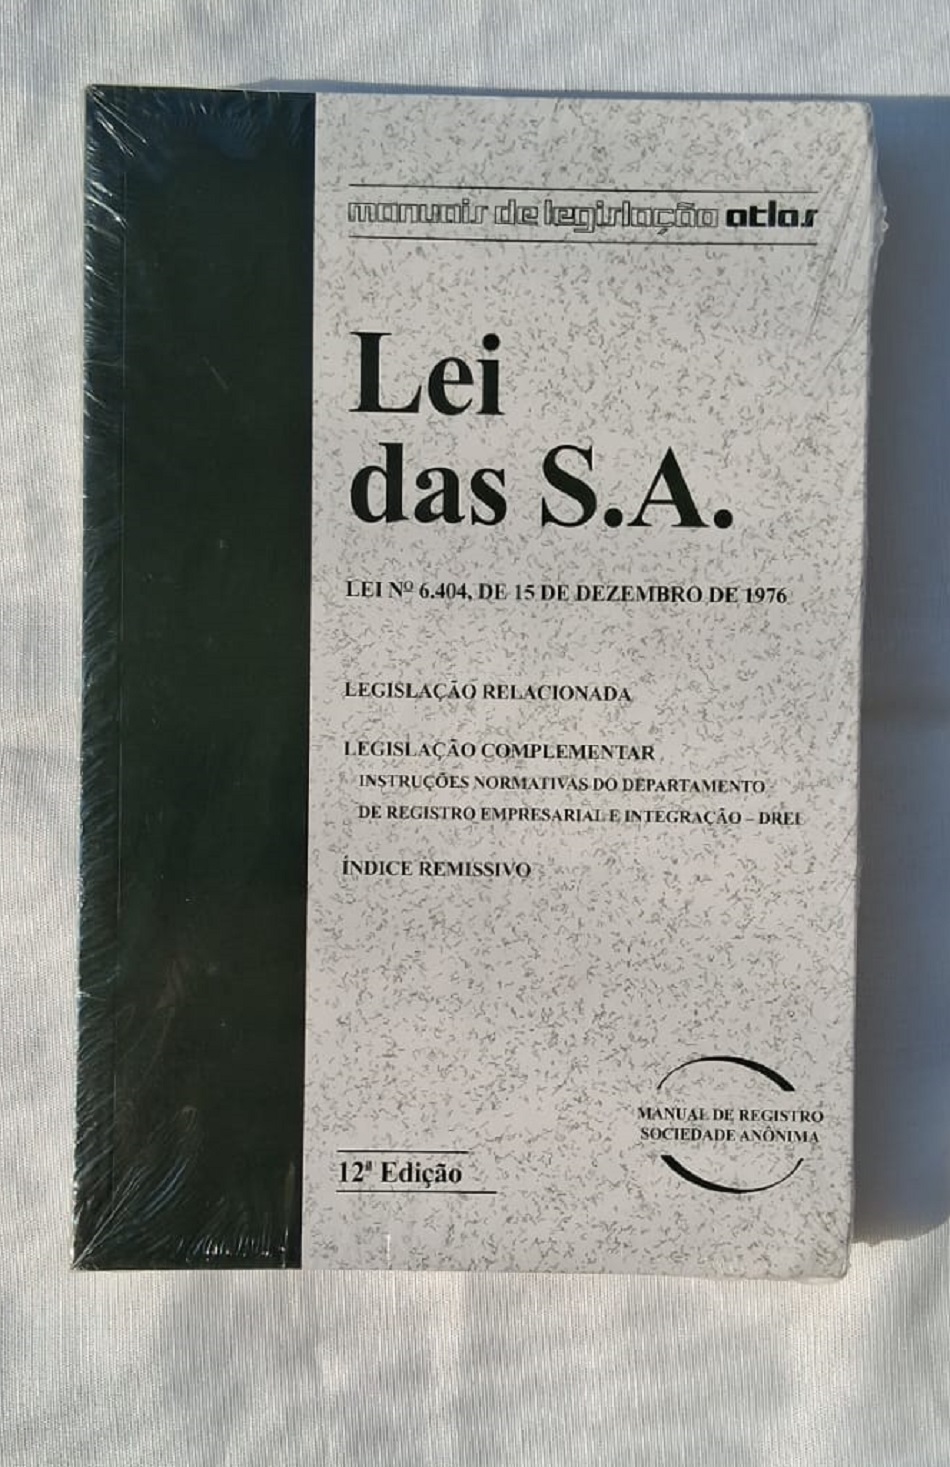 manuais de legislação atlas
Lei
das S.A.
LEI Nº 6.404, DE 15 DE DEZEMBRO DE 1976
LEGISLAÇÃO RELACIONADA
LEGISLAÇÃO COMPLEMENTAR
INSTRUÇÕES NORMATIVAS DO DEPARTAMENTO
DE REGISTRO EMPRESARIAL E INTEGRAÇÃO – DREI
ÍNDICE REMISSIVO
MANUAL DE REGISTRO
SOCIEDADE ANÔNIMA
12ª Edição